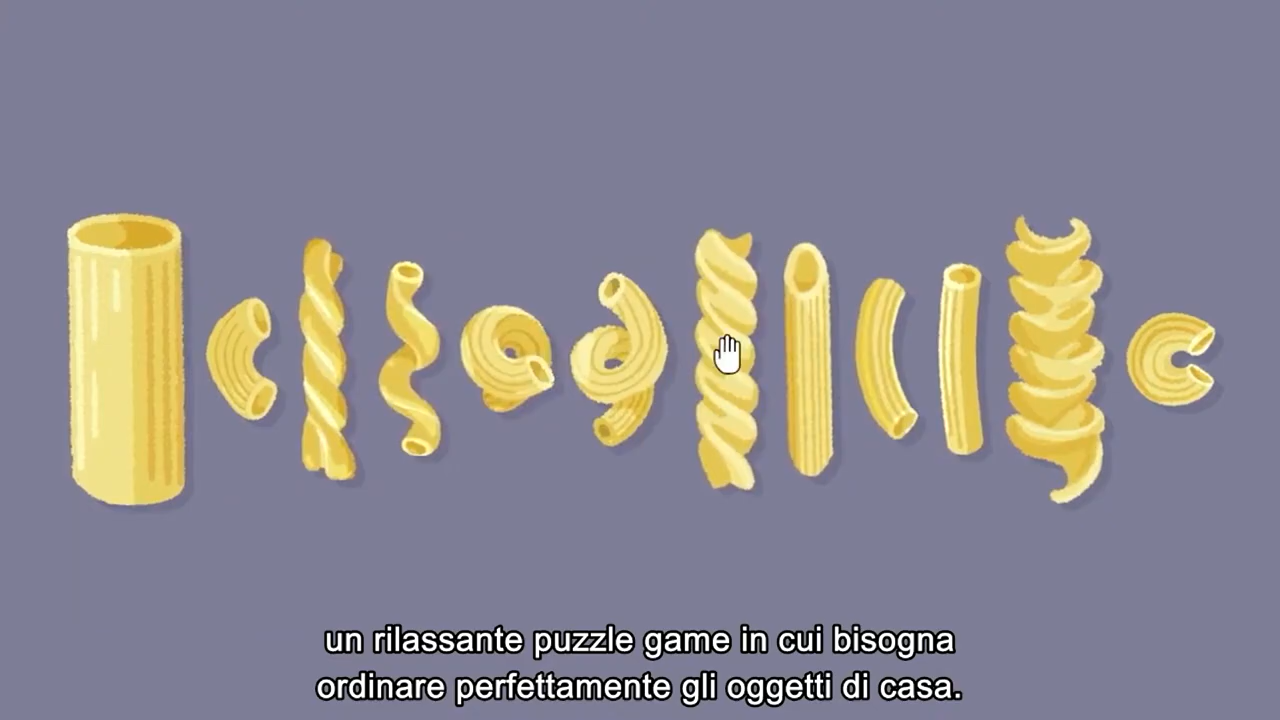 un rilassante puzzle game in cui bisogna
ordinare perfettamente gli oggetti di casa.